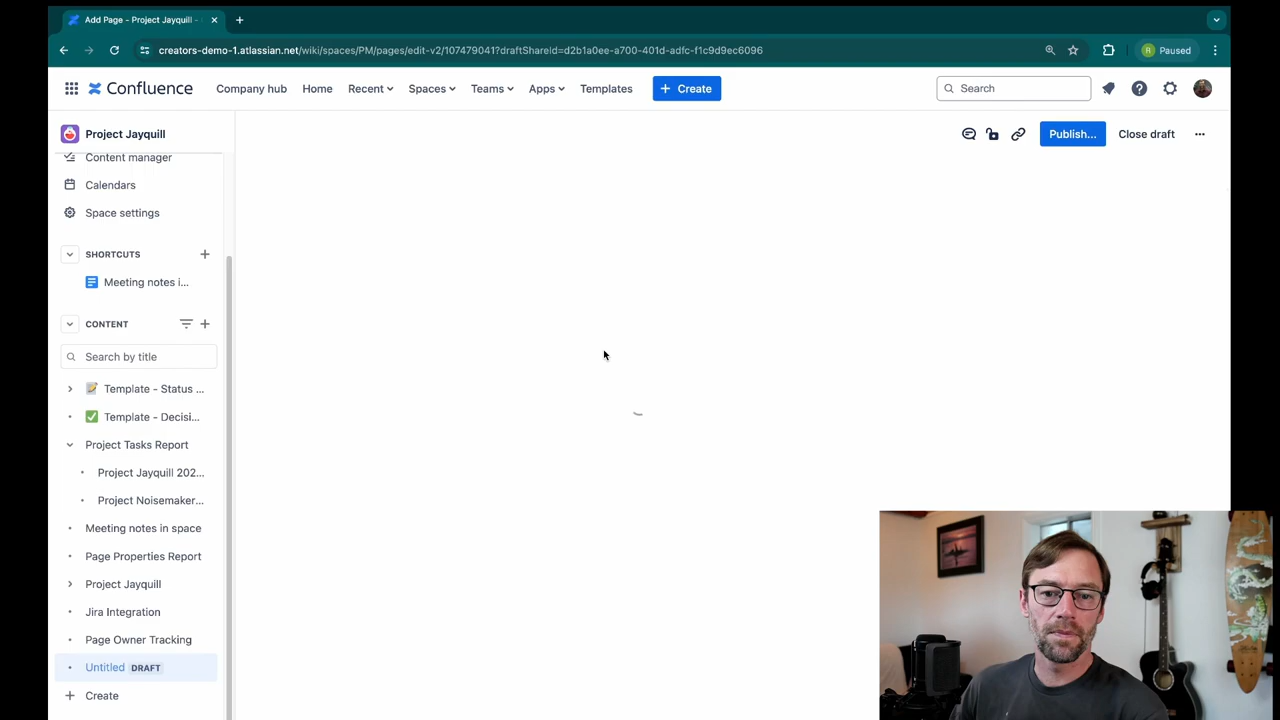 Add Page - Project Jayquill -
creators-demo-1.atlassian.net/wiki/spaces/PM/pages/edit-v2/107479041?draftShareId=d2b1a0ee-a700-401d-adfc-f1c9d9ec6096
R Paused
Confluence Company hub Home Recent Spaces Teams Apps Templates + Create Search
Project Jayquill Publish... Close draft
Content manager
Calendars
Space settings
SHORTCUTS
Meeting notes i...
CONTENT
Search by title
Template - Status ...
Template - Decisi...
Project Tasks Report
Project Jayquill 202...
Project Noisemaker...
Meeting notes in space
Page Properties Report
Project Jayquill
Jira Integration
Page Owner Tracking
Untitled DRAFT
+ Create